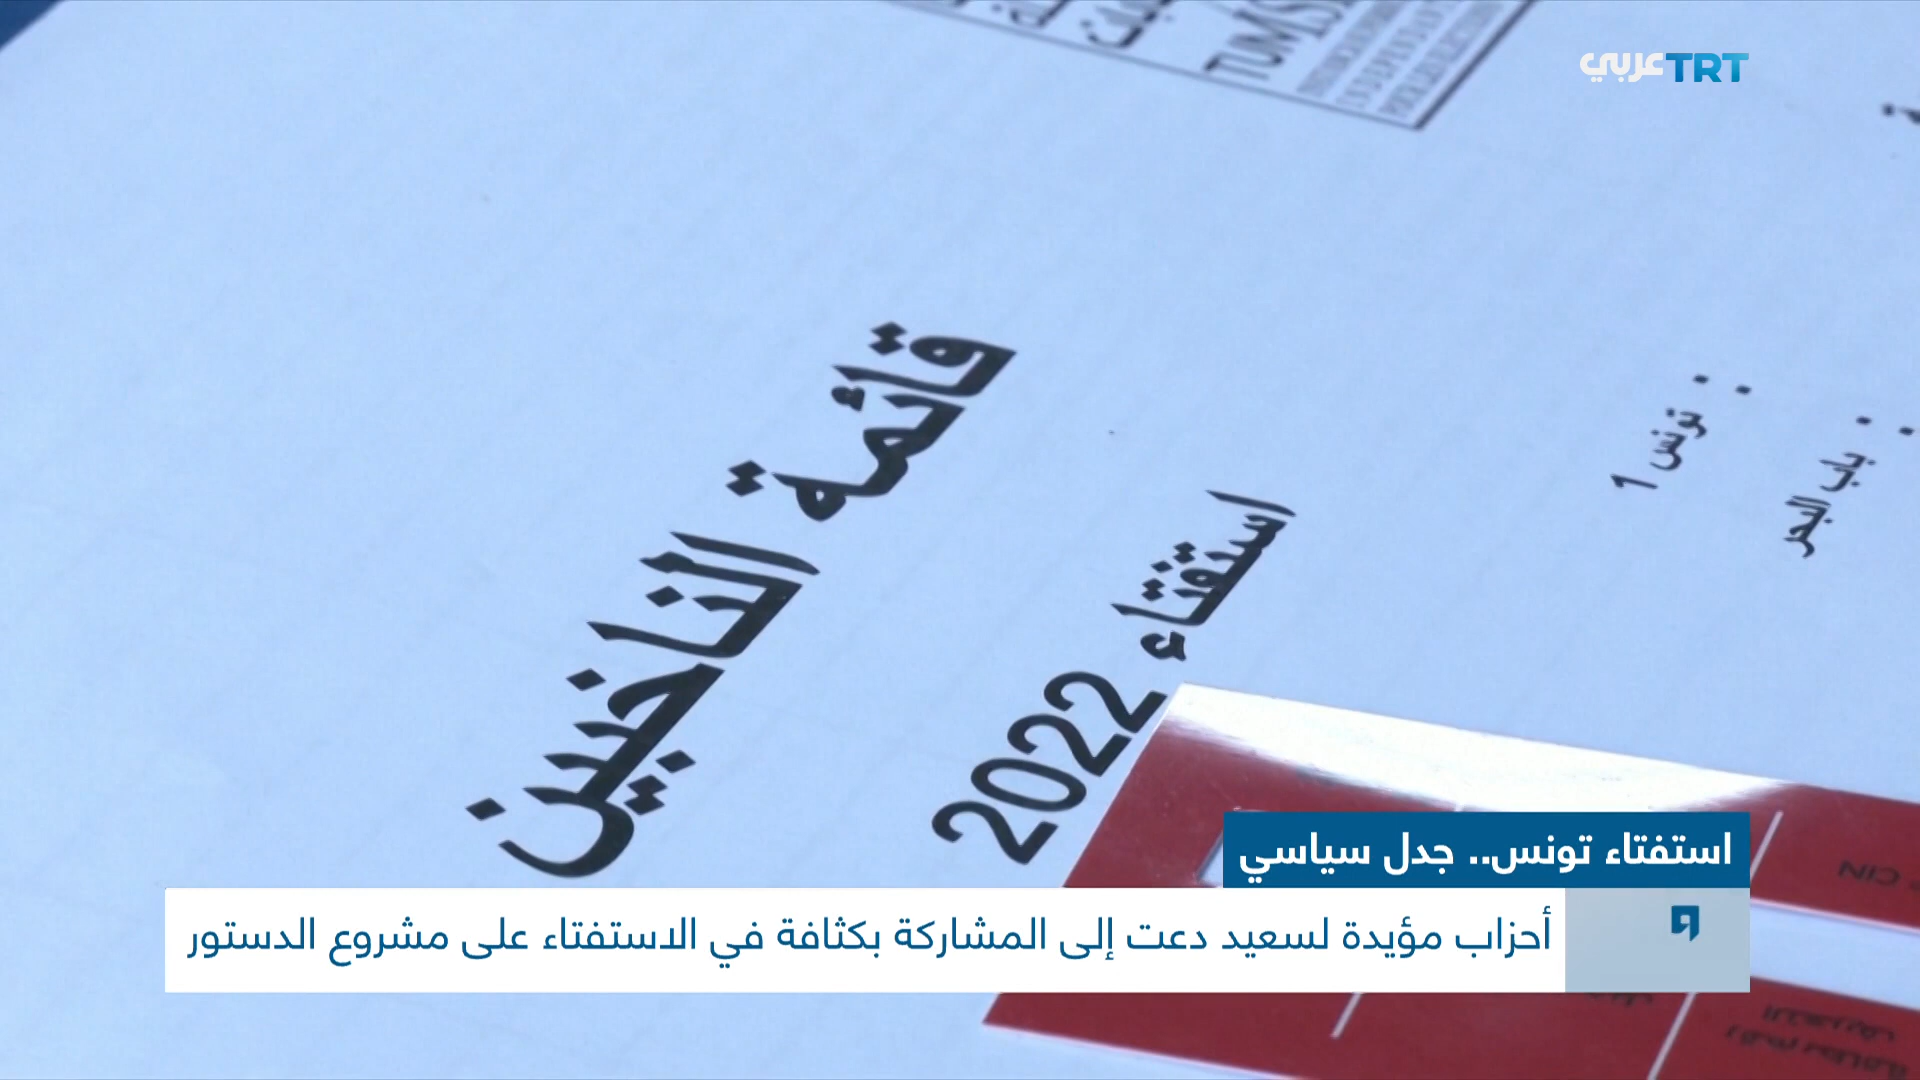 TRT عربي
قائمة الناخبين
استفتاء 2022
: تونس 1
: باب البحر
CIN
استفتاء تونس.. جدل سياسي
أحزاب مؤيدة لسعيد دعت إلى المشاركة بكثافة في الاستفتاء على مشروع الدستور